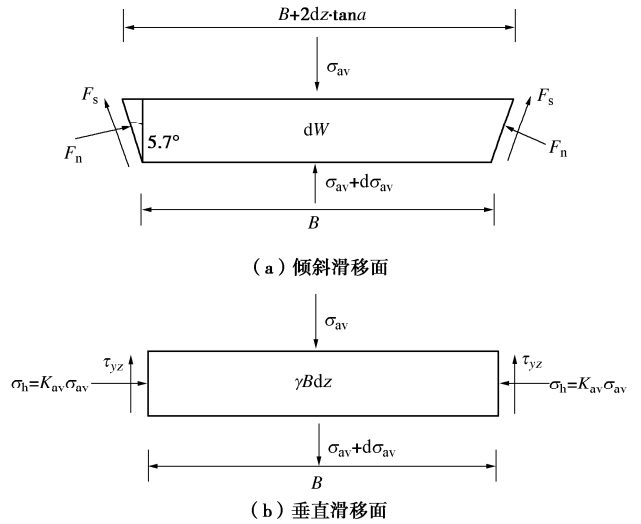 B+2dz·tana
σav
Fs
Fs
5.7°
dW
Fn
Fn
σav+dσav
B
（a）倾斜滑移面
σav
τyz
τyz
σh=Kavσav
γBdz
σh=Kavσav
σav+dσav
B
（b）垂直滑移面